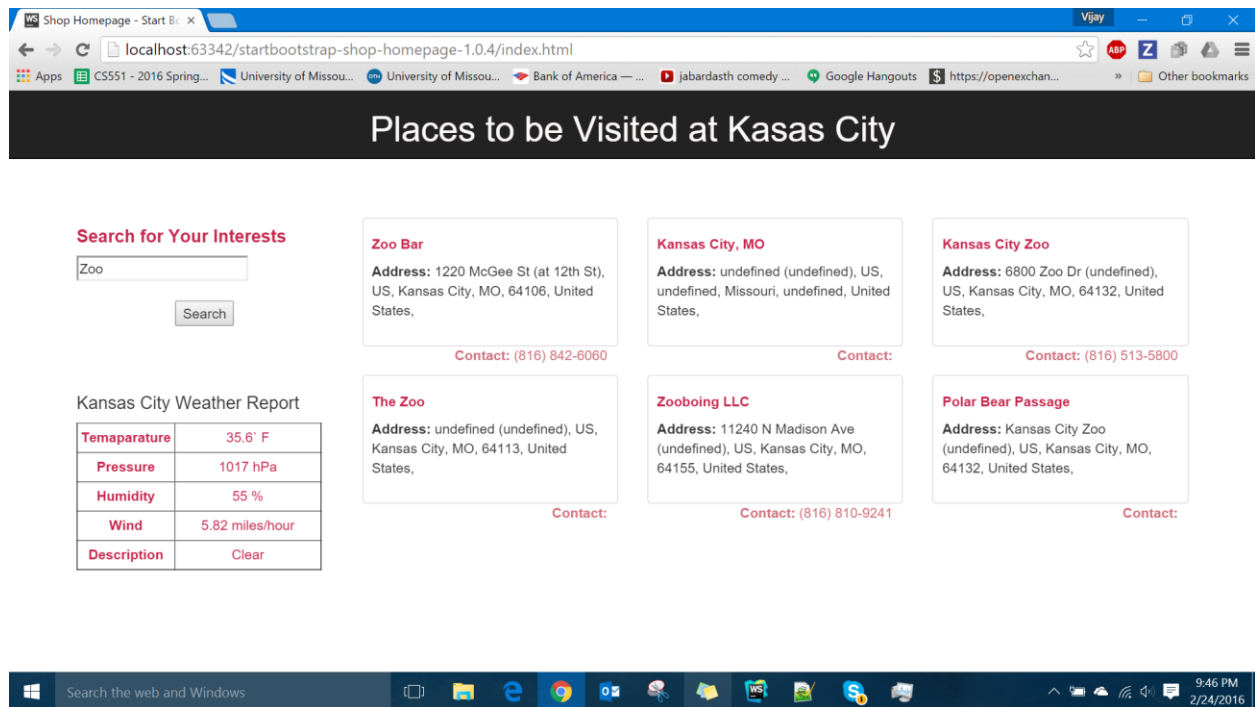 Shop Homepage - Start Bo
Vijay
localhost:63342/startbootstrap-shop-homepage-1.0.4/index.html
ABP
Z
Apps
CS551 - 2016 Spring...
University of Missou...
University of Missou...
Bank of America — ...
jabardasth comedy ...
Google Hangouts
https://openexchan...
»
Other bookmarks
Places to be Visited at Kasas City
Search for Your Interests
Zoo
Search
Kansas City Weather Report
Temaparature 35.6` F
Pressure 1017 hPa
Humidity 55 %
Wind 5.82 miles/hour
Description Clear
Zoo Bar
Address: 1220 McGee St (at 12th St),
US, Kansas City, MO, 64106, United
States,
Contact: (816) 842-6060
Kansas City, MO
Address: undefined (undefined), US,
undefined, Missouri, undefined, United
States,
Contact:
Kansas City Zoo
Address: 6800 Zoo Dr (undefined),
US, Kansas City, MO, 64132, United
States,
Contact: (816) 513-5800
The Zoo
Address: undefined (undefined), US,
Kansas City, MO, 64113, United
States,
Contact:
Zooboing LLC
Address: 11240 N Madison Ave
(undefined), US, Kansas City, MO,
64155, United States,
Contact: (816) 810-9241
Polar Bear Passage
Address: Kansas City Zoo
(undefined), US, Kansas City, MO,
64132, United States,
Contact:
Search the web and Windows
9:46 PM
2/24/2016